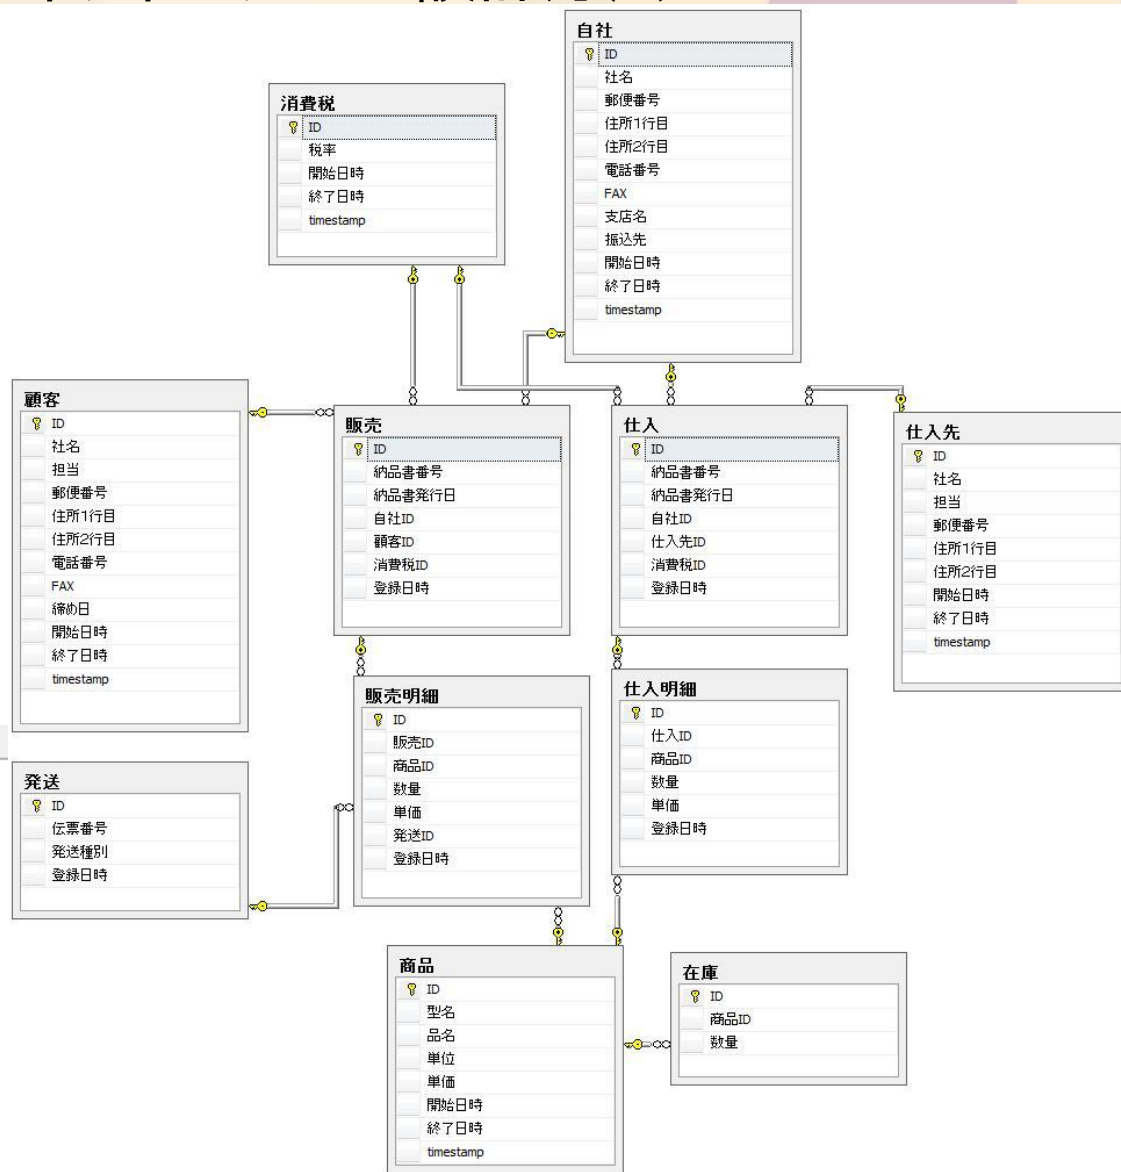 自社
ID
社名
郵便番号
住所1行目
住所2行目
電話番号
FAX
支店名
振込先
開始日時
終了日時
timestamp
消費税
ID
税率
開始日時
終了日時
timestamp
顧客
ID
社名
担当
郵便番号
住所1行目
住所2行目
電話番号
FAX
締め日
開始日時
終了日時
timestamp
販売
ID
納品書番号
納品書発行日
自社ID
顧客ID
消費税ID
登録日時
仕入
ID
納品書番号
納品書発行日
自社ID
仕入先ID
消費税ID
登録日時
仕入先
ID
社名
担当
郵便番号
住所1行目
住所2行目
開始日時
終了日時
timestamp
販売明細
ID
販売ID
商品ID
数量
単価
発送ID
登録日時
仕入明細
ID
仕入ID
商品ID
数量
単価
登録日時
発送
ID
伝票番号
発送種別
登録日時
商品
ID
型名
品名
単位
単価
開始日時
終了日時
timestamp
在庫
ID
商品ID
数量